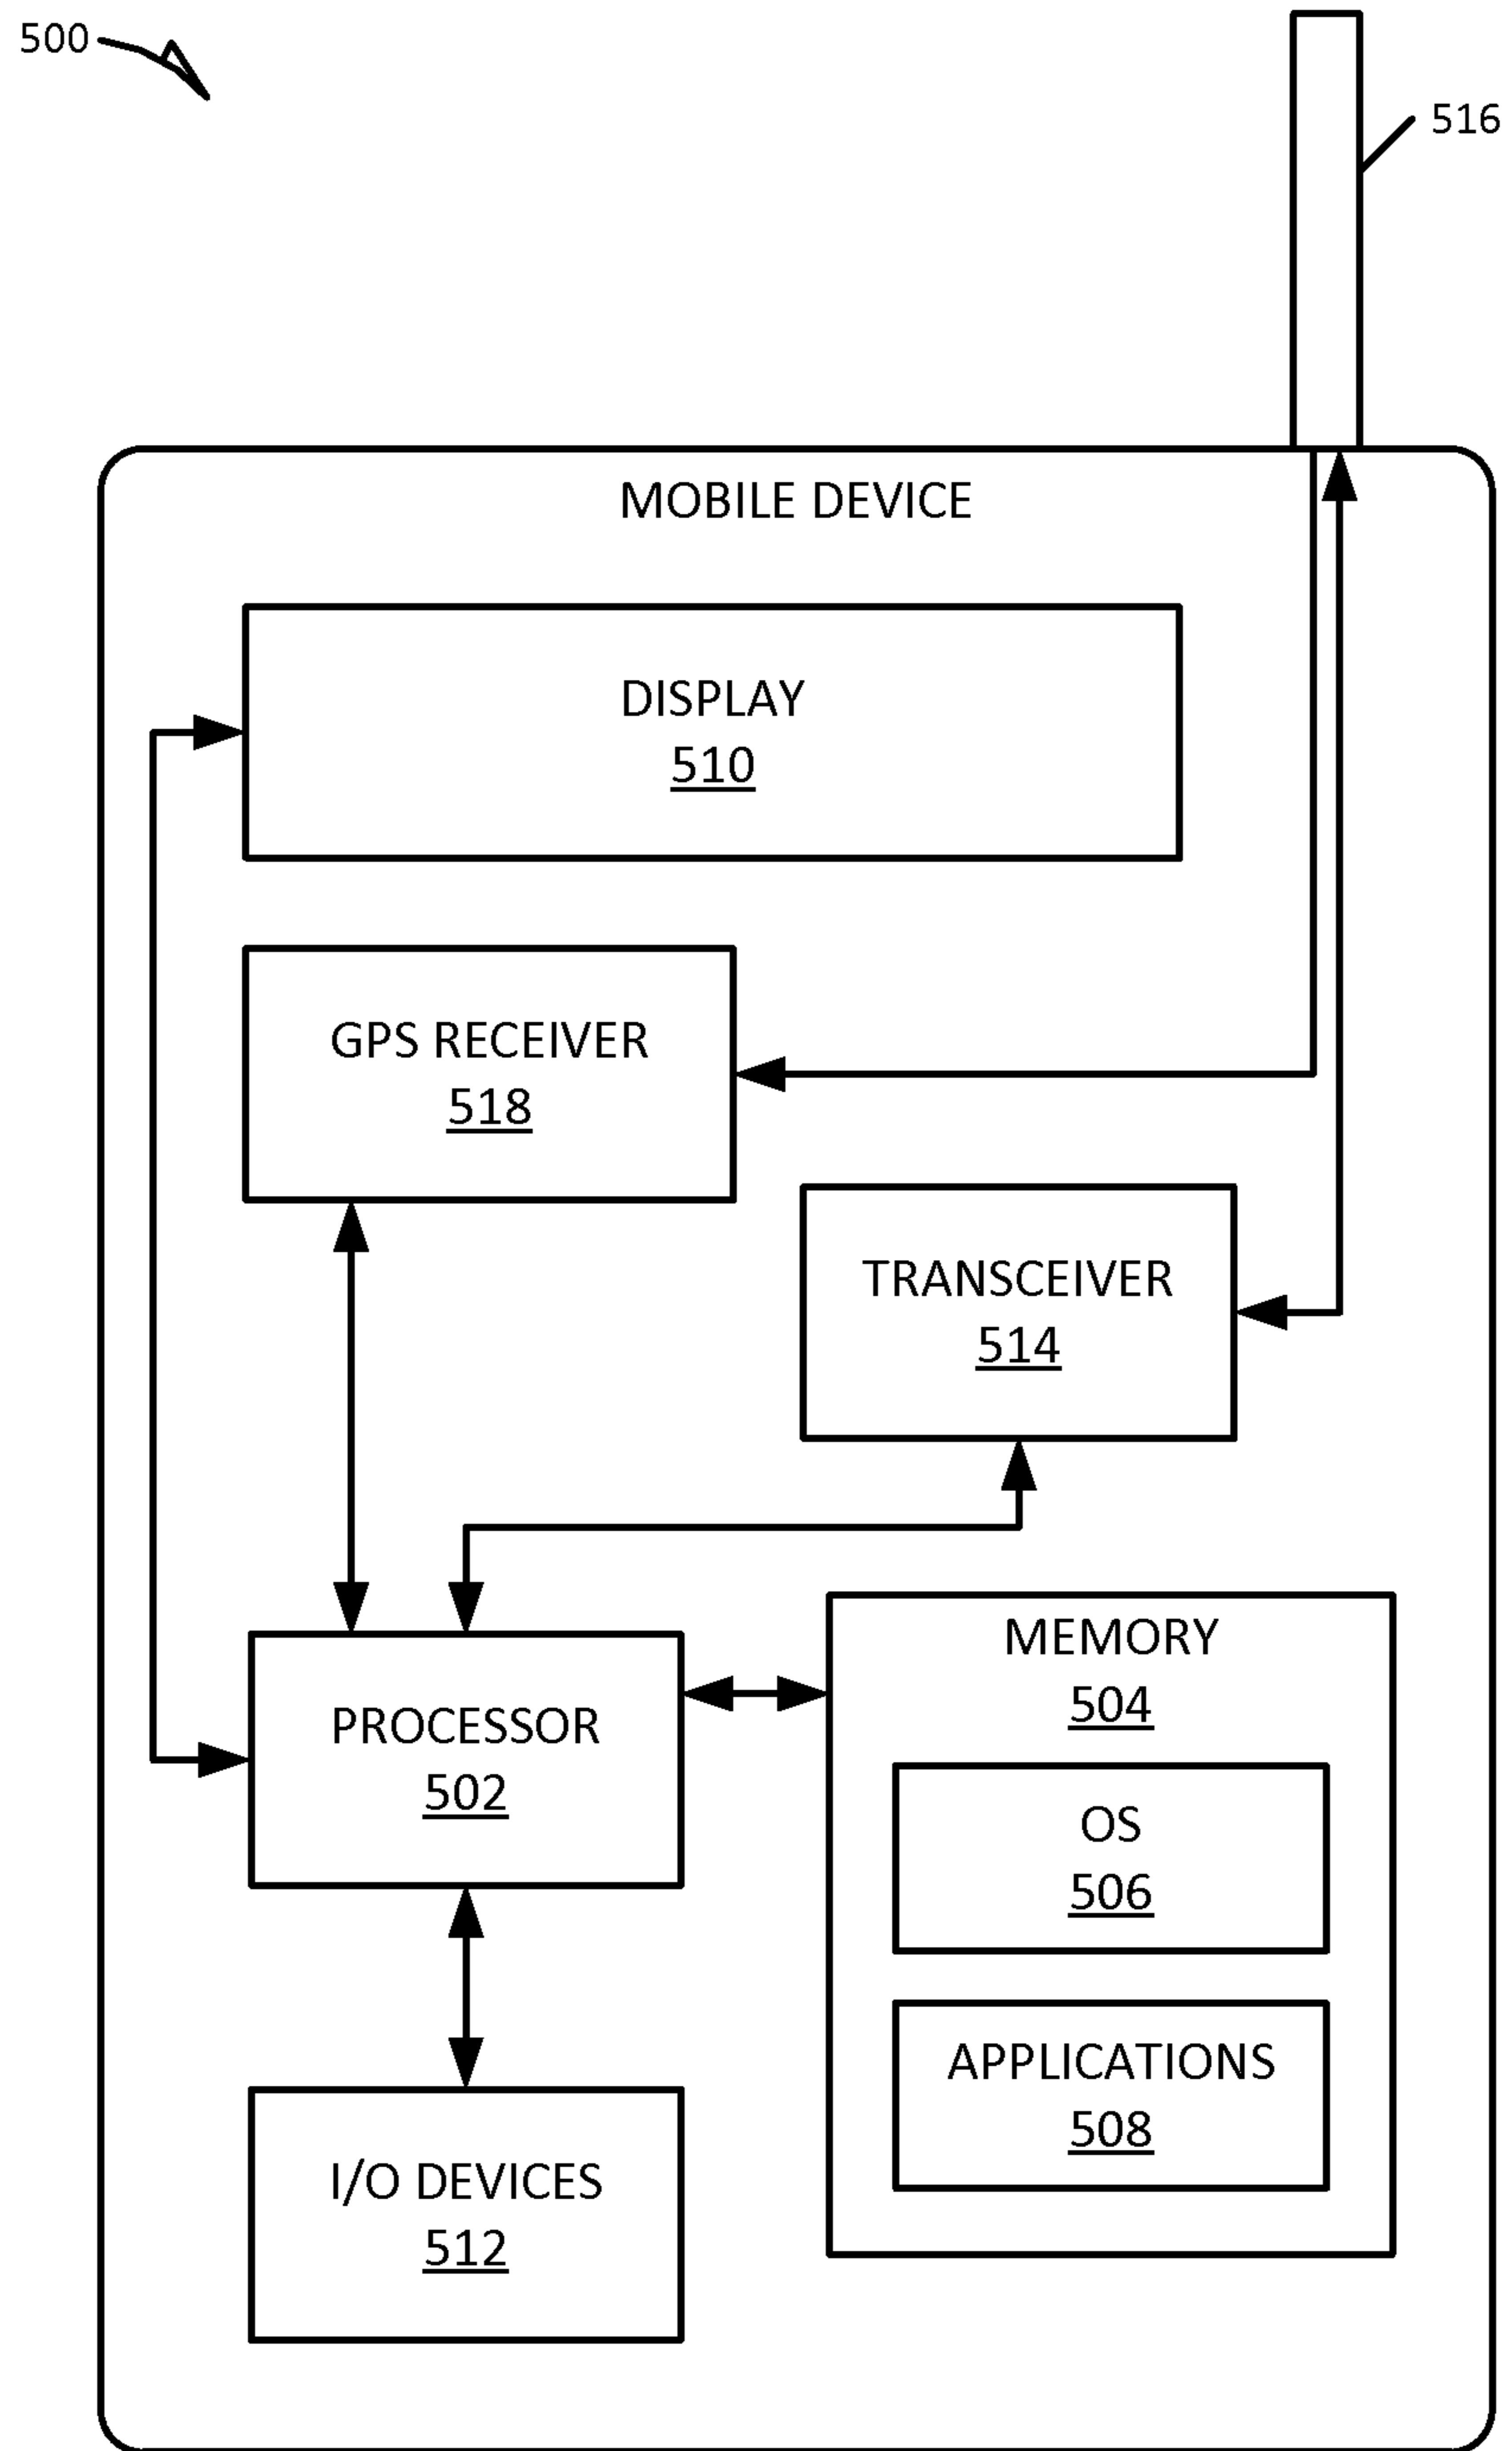 500
516
MOBILE DEVICE
DISPLAY
510
GPS RECEIVER
518
TRANSCEIVER
514
MEMORY
504
PROCESSOR
502
OS
506
APPLICATIONS
508
I/O DEVICES
512